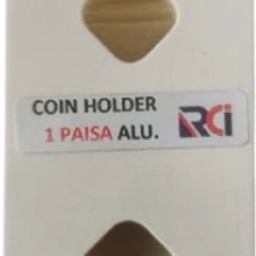 COIN HOLDER
1 PAISA ALU.
RCi